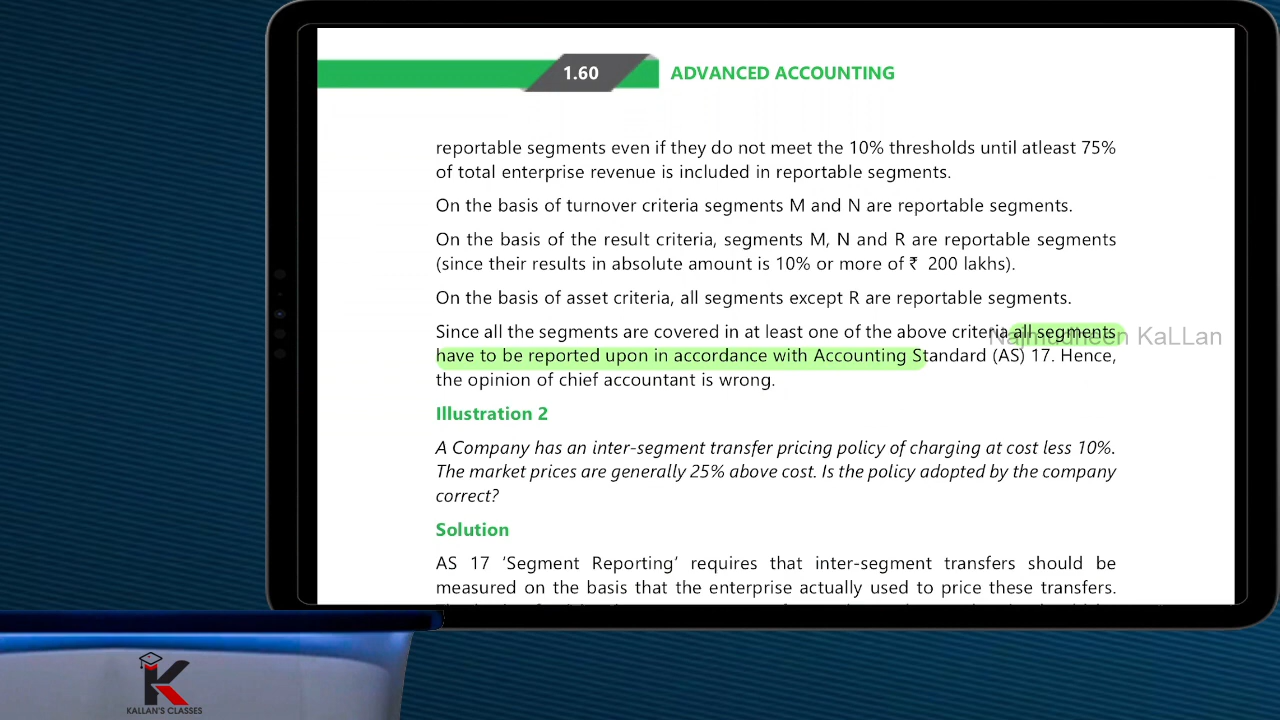 1.60
ADVANCED ACCOUNTING
reportable segments even if they do not meet the 10% thresholds until atleast 75%
of total enterprise revenue is included in reportable segments.
On the basis of turnover criteria segments M and N are reportable segments.
On the basis of the result criteria, segments M, N and R are reportable segments
(since their results in absolute amount is 10% or more of ₹ 200 lakhs).
On the basis of asset criteria, all segments except R are reportable segments.
Since all the segments are covered in at least one of the above criteria all segments
have to be reported upon in accordance with Accounting Standard (AS) 17. Hence,
the opinion of chief accountant is wrong.
Najmudheen KaLLan
Illustration 2
A Company has an inter-segment transfer pricing policy of charging at cost less 10%.
The market prices are generally 25% above cost. Is the policy adopted by the company
correct?
Solution
AS 17 ‘Segment Reporting’ requires that inter-segment transfers should be
measured on the basis that the enterprise actually used to price these transfers.
K
KALLAN'S CLASSES